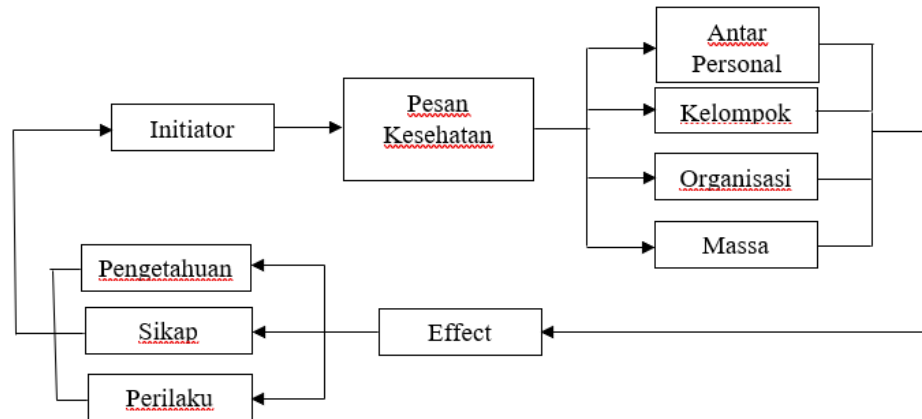 Antar
Personal
Initiator
Pesan
Kesehatan
Kelompok
Organisasi
Massa
Pengetahuan
Sikap
Effect
Perilaku